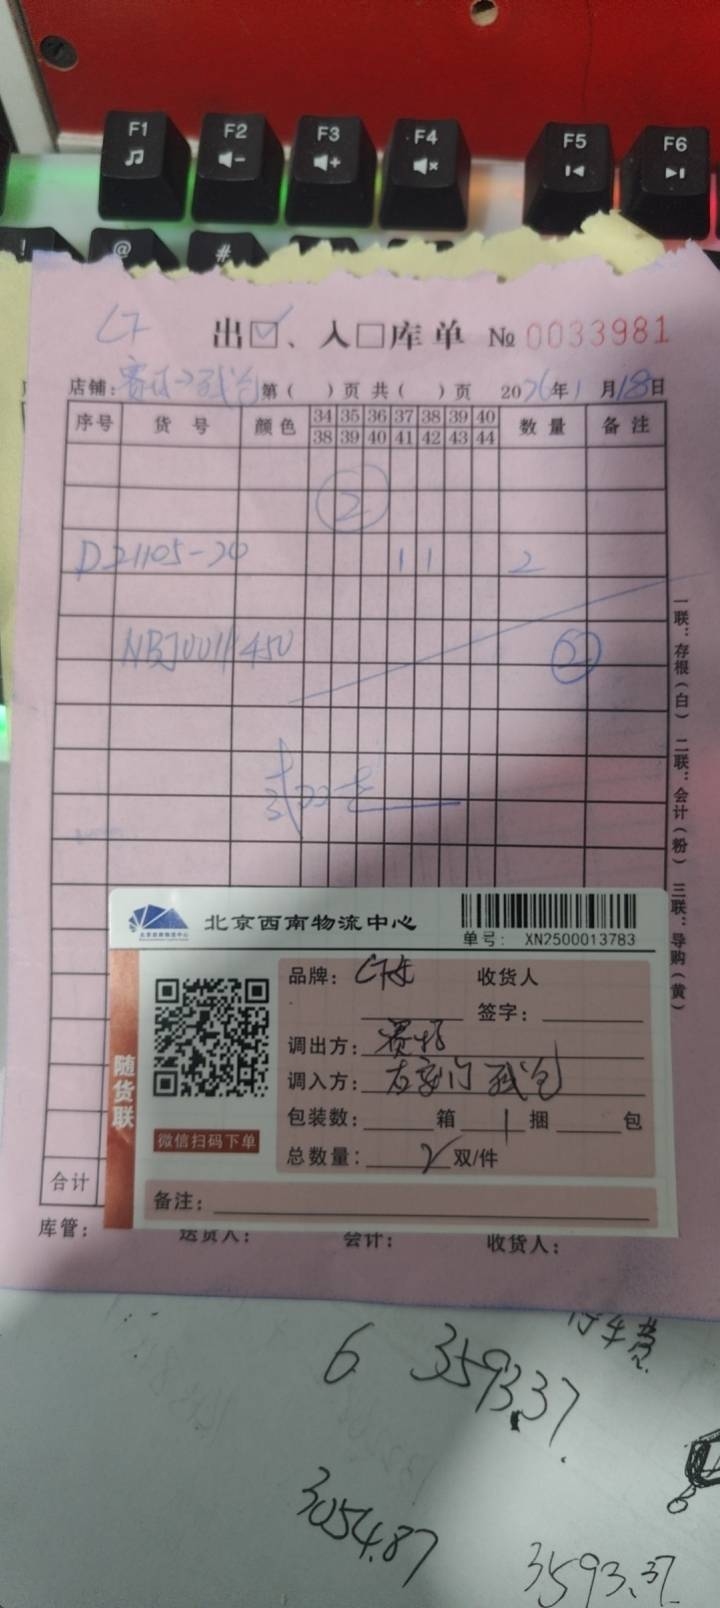 F1 F2 F3 F4 F5 F6
! @ #
出☑、入□库单 № 0033981
店铺: 第( )页 共( )页 2026年1月18日
序号 货号 颜色 34 35 36 37 38 39 40 数量 备注
38 39 40 41 42 43 44
②
D21105-20 1 1 2
NBJ0011450 ②
一联:存根(白) 二联:会计(粉) 三联:导购(黄)
北京西南物流中心
单号: XN2500013783
品牌: 收货人
签字:
调出方:
调入方:
包装数: 箱 1 捆 包
总数量: 2 双/件
随货联
微信扫码下单
备注:
合计
库管: 送货人: 会计: 收货人:
停车费
6 3593.37
3054.87
3593.37